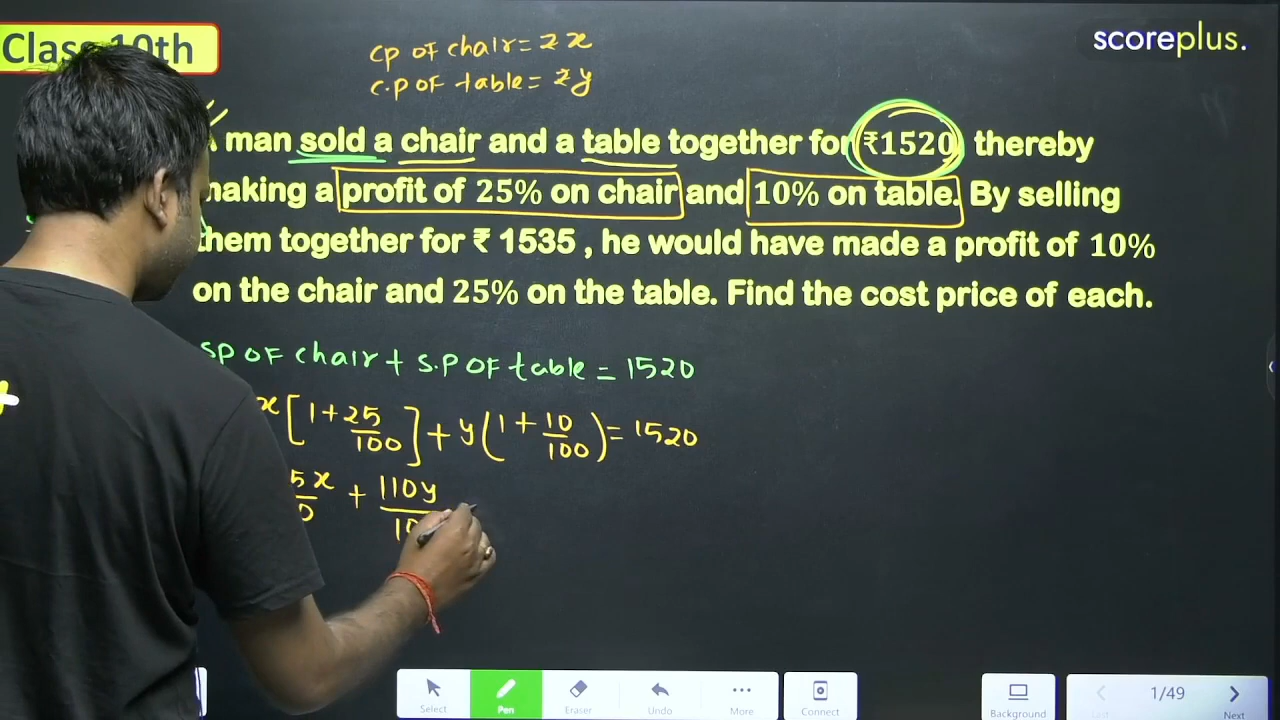 Class 10th
scoreplus.
CP OF chair = ₹ x
C.P OF table = ₹ y
man sold a chair and a table together for ₹1520 thereby
making a profit of 25% on chair and 10% on table. By selling
them together for ₹ 1535 , he would have made a profit of 10%
on the chair and 25% on the table. Find the cost price of each.
SP OF chair + S.P OF table = 1520
x [1 + 25/100] + y (1 + 10/100) = 1520
5x/0 + 110y/10
Select
Pen
Eraser
Undo
More
Connect
Background
1/49
Next